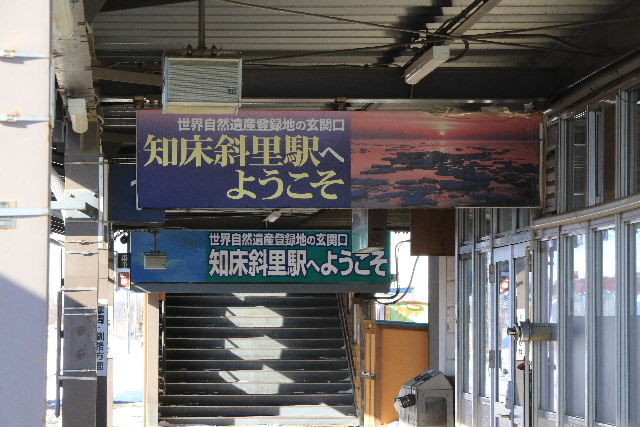 世界自然遺産登録地の玄関口
知床斜里駅へ
ようこそ
世界自然遺産登録地の玄関口
知床斜里駅へようこそ